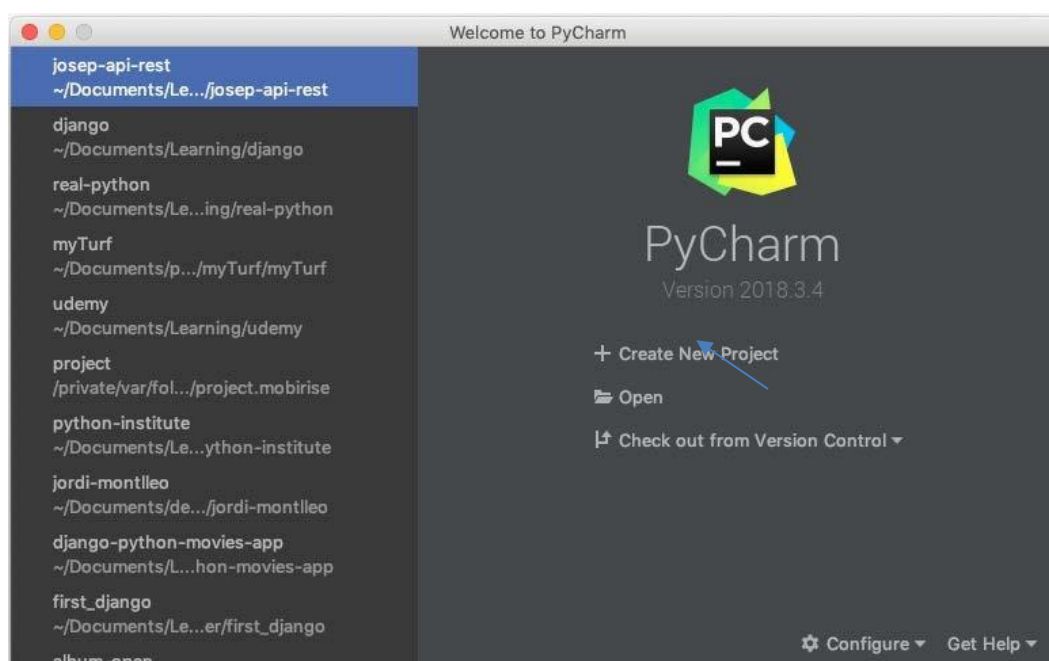 Welcome to PyCharm
josep-api-rest
~/Documents/Le.../josep-api-rest
django
~/Documents/Learning/django
real-python
~/Documents/Le...ing/real-python
myTurf
~/Documents/p.../myTurf/myTurf
udemy
~/Documents/Learning/udemy
project
/private/var/fol.../project.mobirise
python-institute
~/Documents/Le...ython-institute
jordi-montlleo
~/Documents/de.../jordi-montlleo
django-python-movies-app
~/Documents/L...hon-movies-app
first_django
~/Documents/Le...er/first_django
PC
PyCharm
Version 2018.3.4
Create New Project
Open
Check out from Version Control
Configure
Get Help